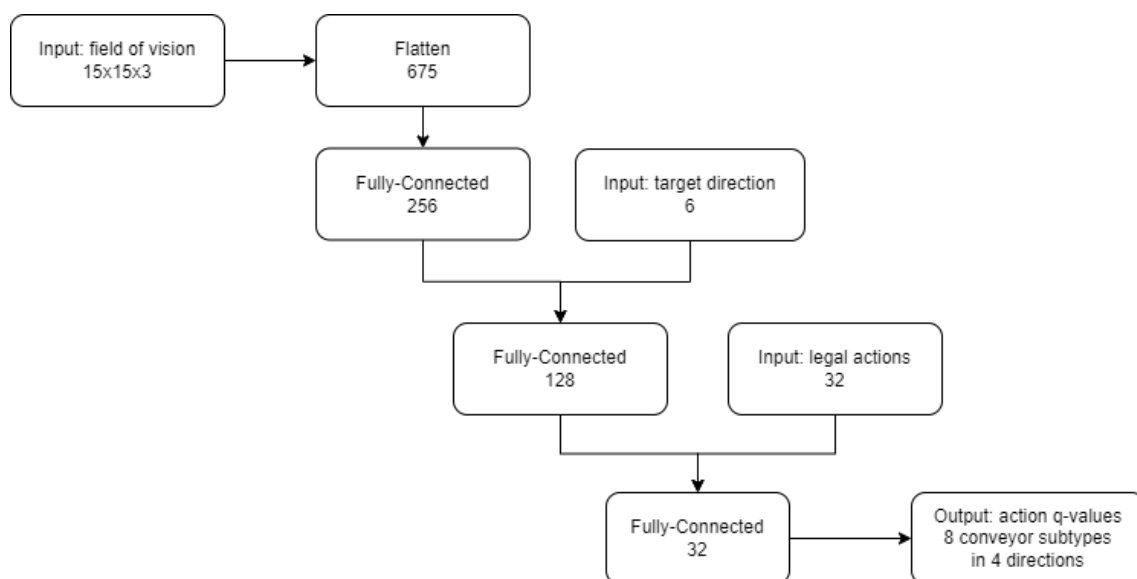 Input: field of vision
15x15x3
Flatten
675
Fully-Connected
256
Input: target direction
6
Fully-Connected
128
Input: legal actions
32
Fully-Connected
32
Output: action q-values
8 conveyor subtypes
in 4 directions